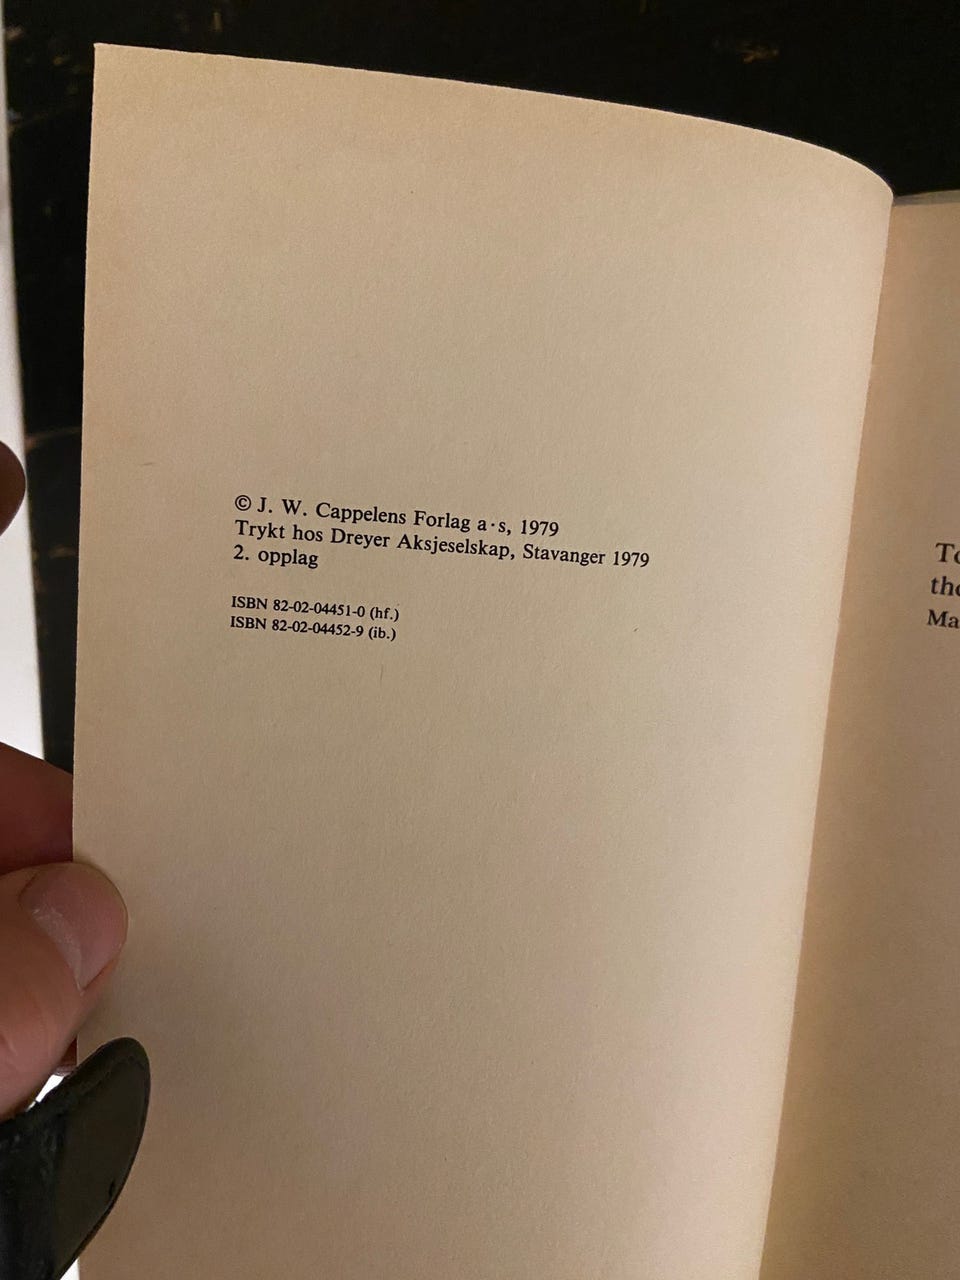 © J. W. Cappelens Forlag a·s, 1979
Trykt hos Dreyer Aksjeselskap, Stavanger 1979
2. opplag
ISBN 82-02-04451-0 (hf.)
ISBN 82-02-04452-9 (ib.)